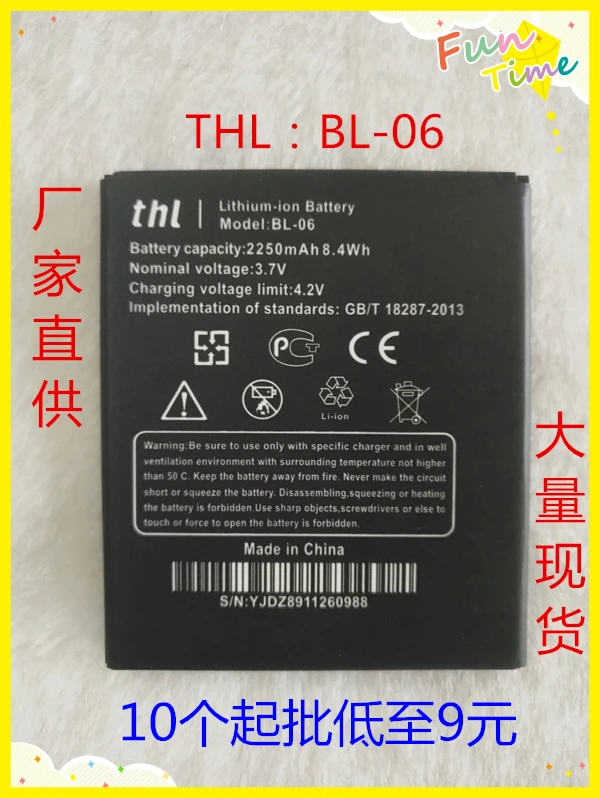 Fun
Time
THL：BL-06
厂家直供
thl
Lithium-ion Battery
Model:BL-06
Battery capacity:2250mAh 8.4Wh
Nominal voltage:3.7V
Charging voltage limit:4.2V
Implementation of standards: GB/T 18287-2013
PCT
CE
Li-ion
Warning:Be sure to use only with specific charger and in well
ventilation environment with surrounding temperature not higher
than 50 C. Keep the battery away from fire. Never make the circuit
short or squeeze the battery. Disassembling,squeezing or heating
the battery is forbidden.Use sharp objects,screwdrivers or else to
touch or force to open the battery is forbidden.
Made in China
S/N:YJDZ8911260988
大量现货
10个起批低至9元